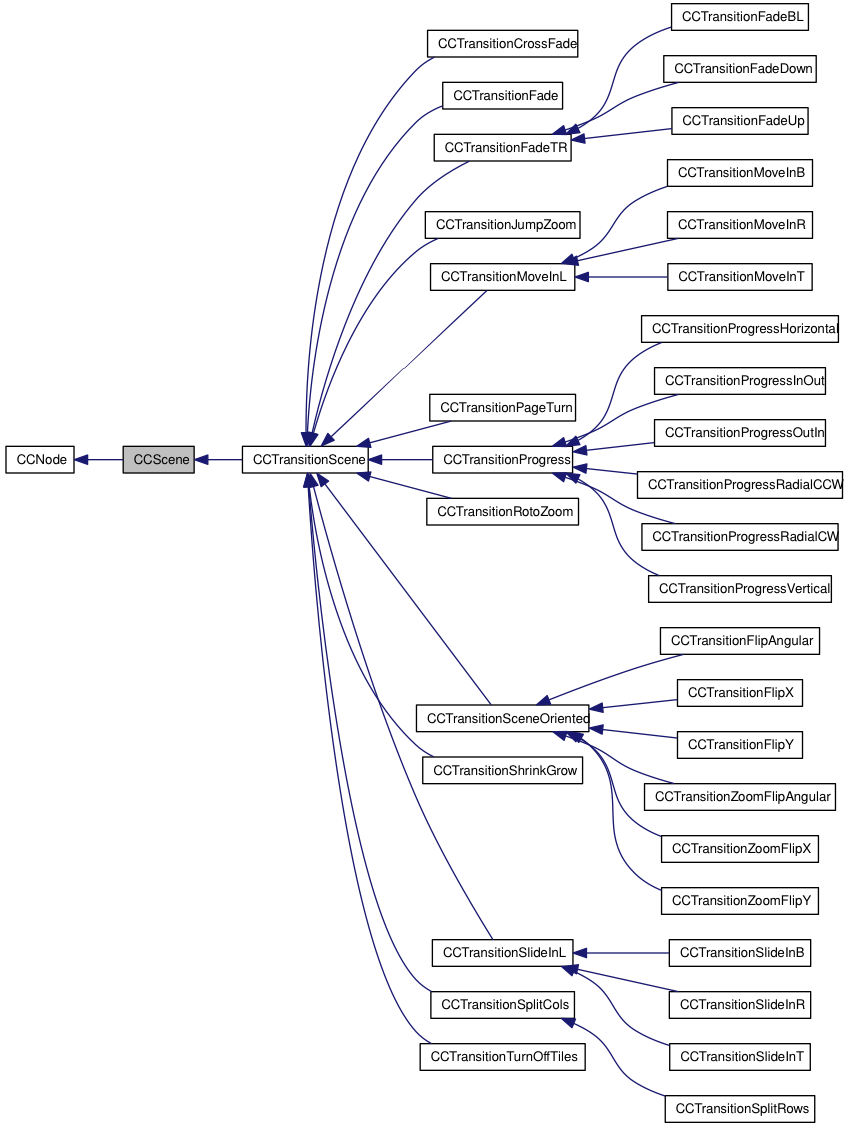 CCTransitionFadeBL
CCTransitionCrossFade
CCTransitionFadeDown
CCTransitionFade
CCTransitionFadeUp
CCTransitionFadeTR
CCTransitionMoveInB
CCTransitionJumpZoom
CCTransitionMoveInR
CCTransitionMoveInL
CCTransitionMoveInT
CCTransitionProgressHorizontal
CCTransitionProgressInOut
CCTransitionPageTurn
CCTransitionProgressOutIn
CCNode
CCScene
CCTransitionScene
CCTransitionProgress
CCTransitionProgressRadialCCW
CCTransitionRotoZoom
CCTransitionProgressRadialCW
CCTransitionProgressVertical
CCTransitionFlipAngular
CCTransitionFlipX
CCTransitionSceneOriented
CCTransitionFlipY
CCTransitionShrinkGrow
CCTransitionZoomFlipAngular
CCTransitionZoomFlipX
CCTransitionZoomFlipY
CCTransitionSlideInL
CCTransitionSlideInB
CCTransitionSplitCols
CCTransitionSlideInR
CCTransitionTurnOffTiles
CCTransitionSlideInT
CCTransitionSplitRows